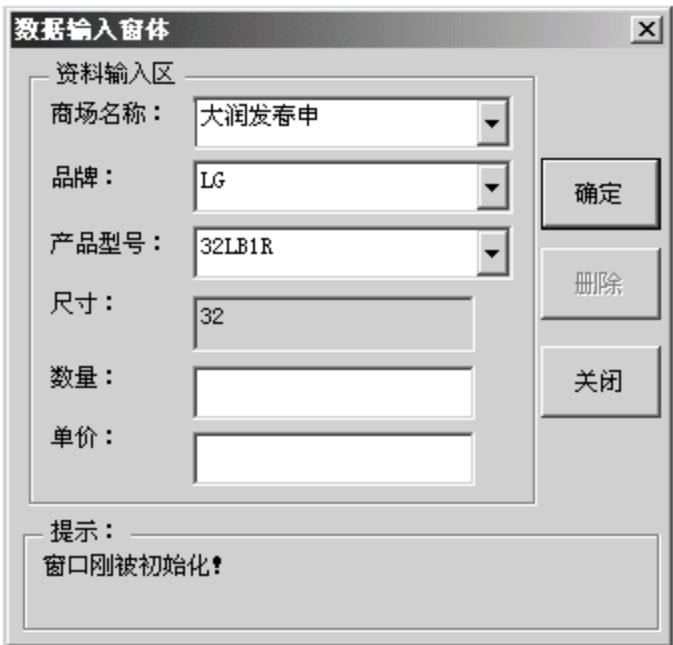 数据输入窗体
资料输入区
商场名称：
大润发春申
品牌：
LG
产品型号：
32LB1R
尺寸：
32
数量：
单价：
确定
删除
关闭
提示：
窗口刚被初始化!